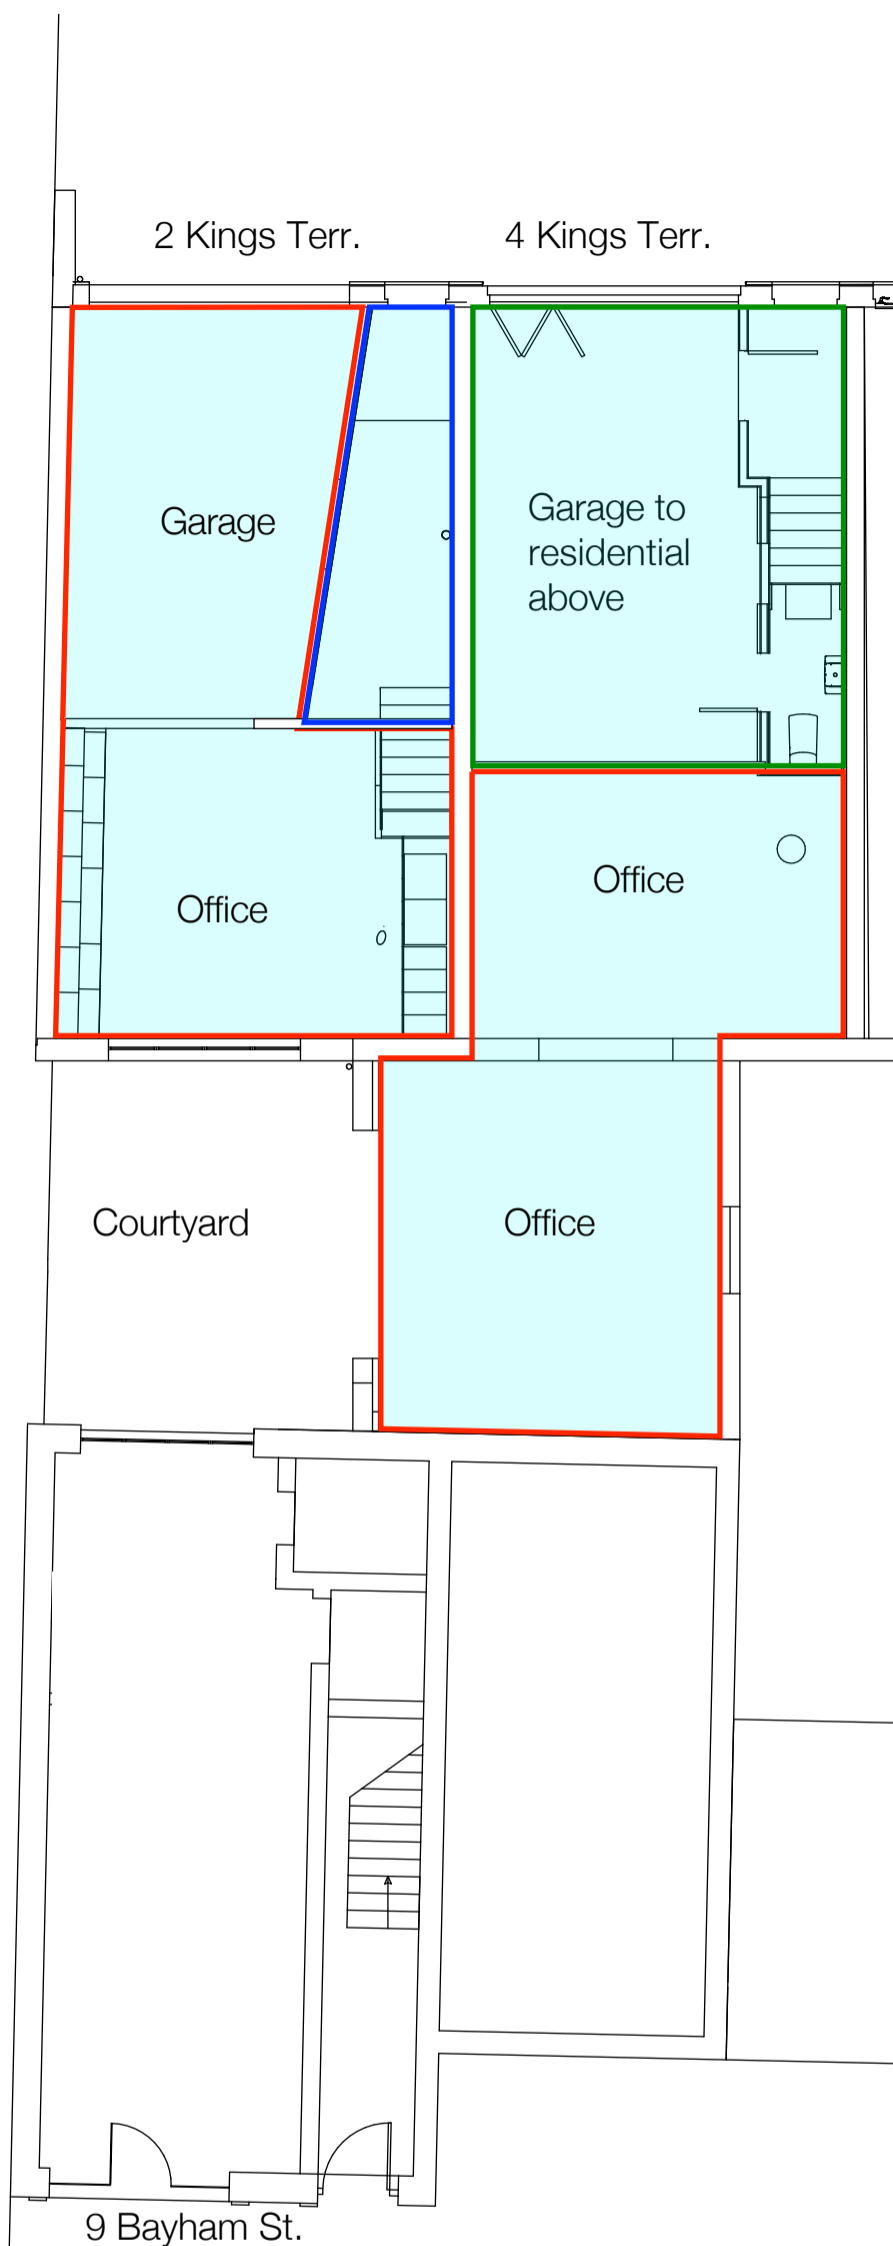 2 Kings Terr.
4 Kings Terr.
Garage
Garage to
residential
above
Office
Office
Courtyard
Office
9 Bayham St.